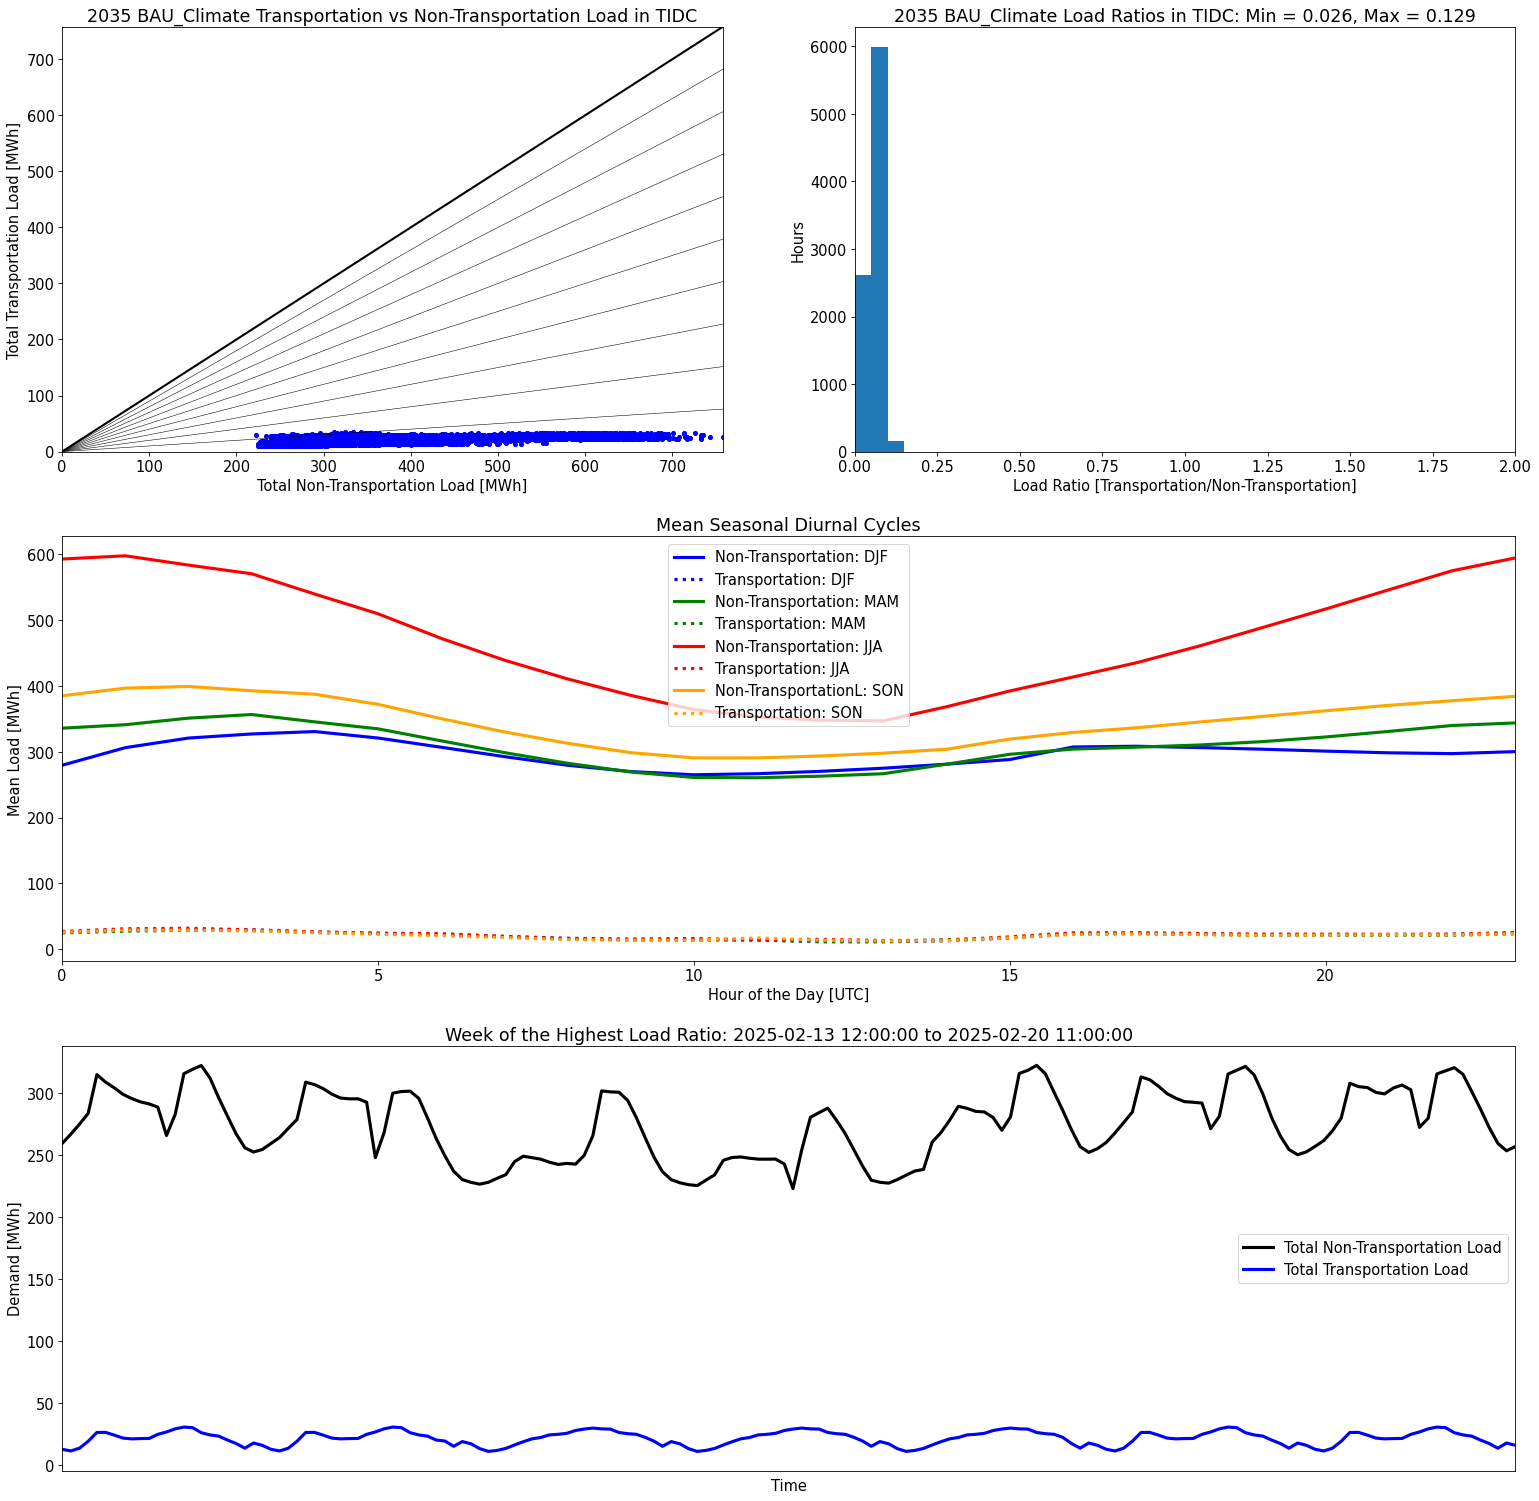 2035 BAU_Climate Transportation vs Non-Transportation Load in TIDC
Total Transportation Load [MWh]
700
600
500
400
300
200
100
0
0 100 200 300 400 500 600 700
Total Non-Transportation Load [MWh]
2035 BAU_Climate Load Ratios in TIDC: Min = 0.026, Max = 0.129
Hours
6000
5000
4000
3000
2000
1000
0
0.00 0.25 0.50 0.75 1.00 1.25 1.50 1.75 2.00
Load Ratio [Transportation/Non-Transportation]
Mean Seasonal Diurnal Cycles
Mean Load [MWh]
600
500
400
300
200
100
0
Non-Transportation: DJF
Transportation: DJF
Non-Transportation: MAM
Transportation: MAM
Non-Transportation: JJA
Transportation: JJA
Non-TransportationL: SON
Transportation: SON
0 5 10 15 20
Hour of the Day [UTC]
Week of the Highest Load Ratio: 2025-02-13 12:00:00 to 2025-02-20 11:00:00
Demand [MWh]
300
250
200
150
100
50
0
Total Non-Transportation Load
Total Transportation Load
Time